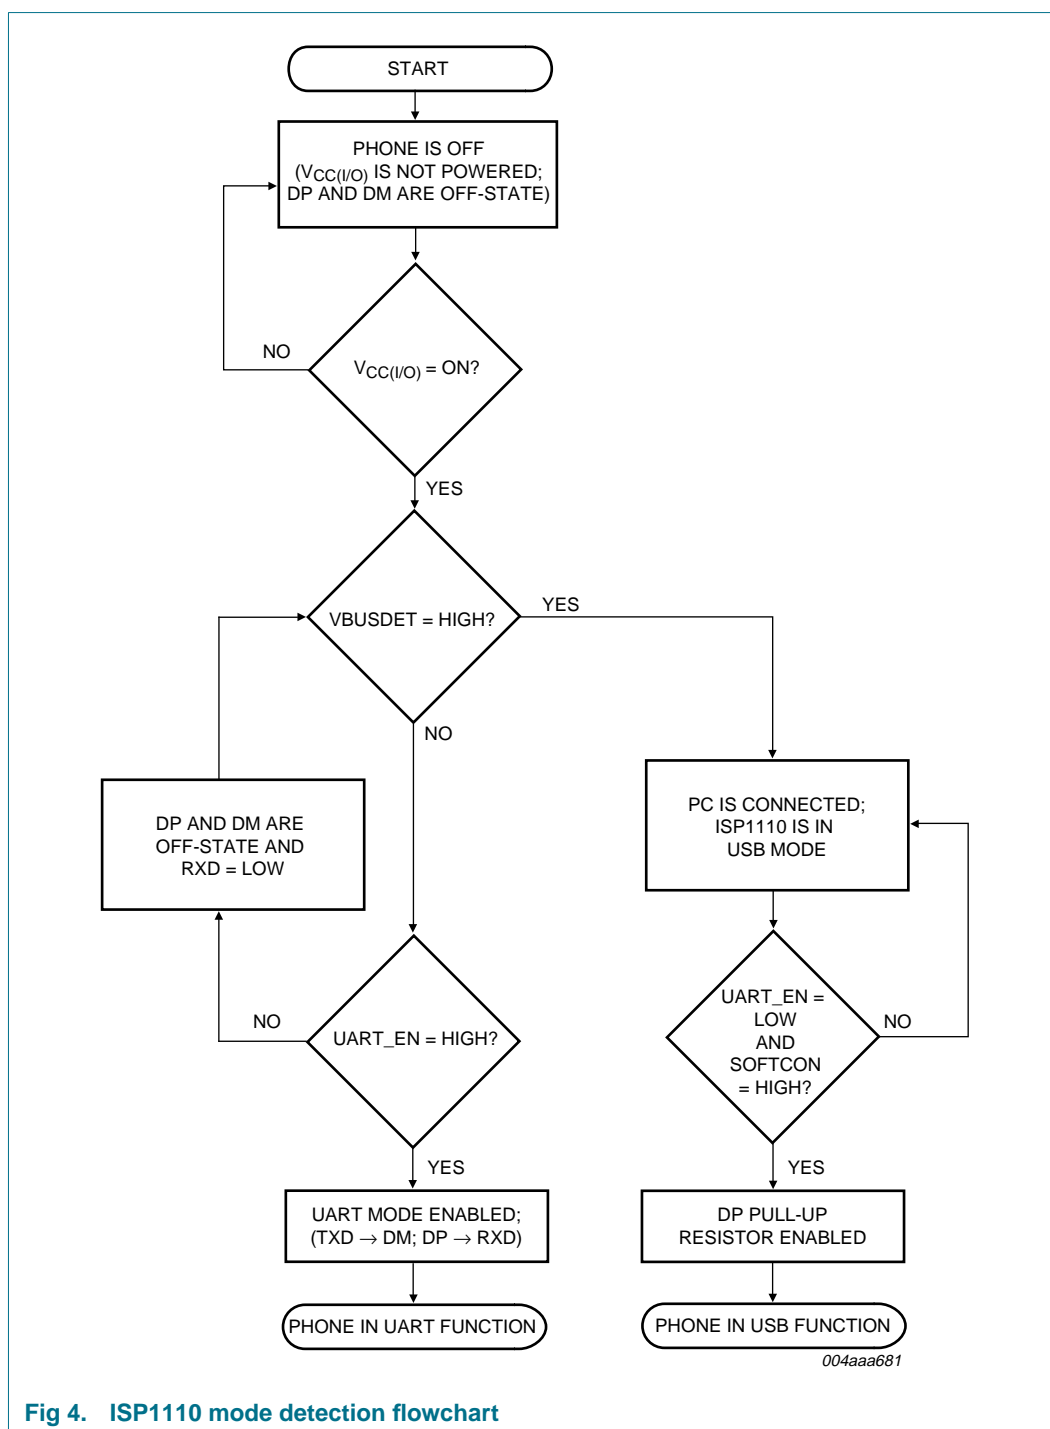 START
PHONE IS OFF
(VCC(I/O) IS NOT POWERED;
DP AND DM ARE OFF-STATE)
NO
VCC(I/O) = ON?
YES
VBUSDET = HIGH?
YES
NO
DP AND DM ARE
OFF-STATE AND
RXD = LOW
PC IS CONNECTED;
ISP1110 IS IN
USB MODE
NO
UART_EN = HIGH?
UART_EN =
LOW
AND
SOFTCON
= HIGH?
NO
YES
YES
UART MODE ENABLED;
(TXD → DM; DP → RXD)
DP PULL-UP
RESISTOR ENABLED
PHONE IN UART FUNCTION
PHONE IN USB FUNCTION
004aaa681
Fig 4. ISP1110 mode detection flowchart